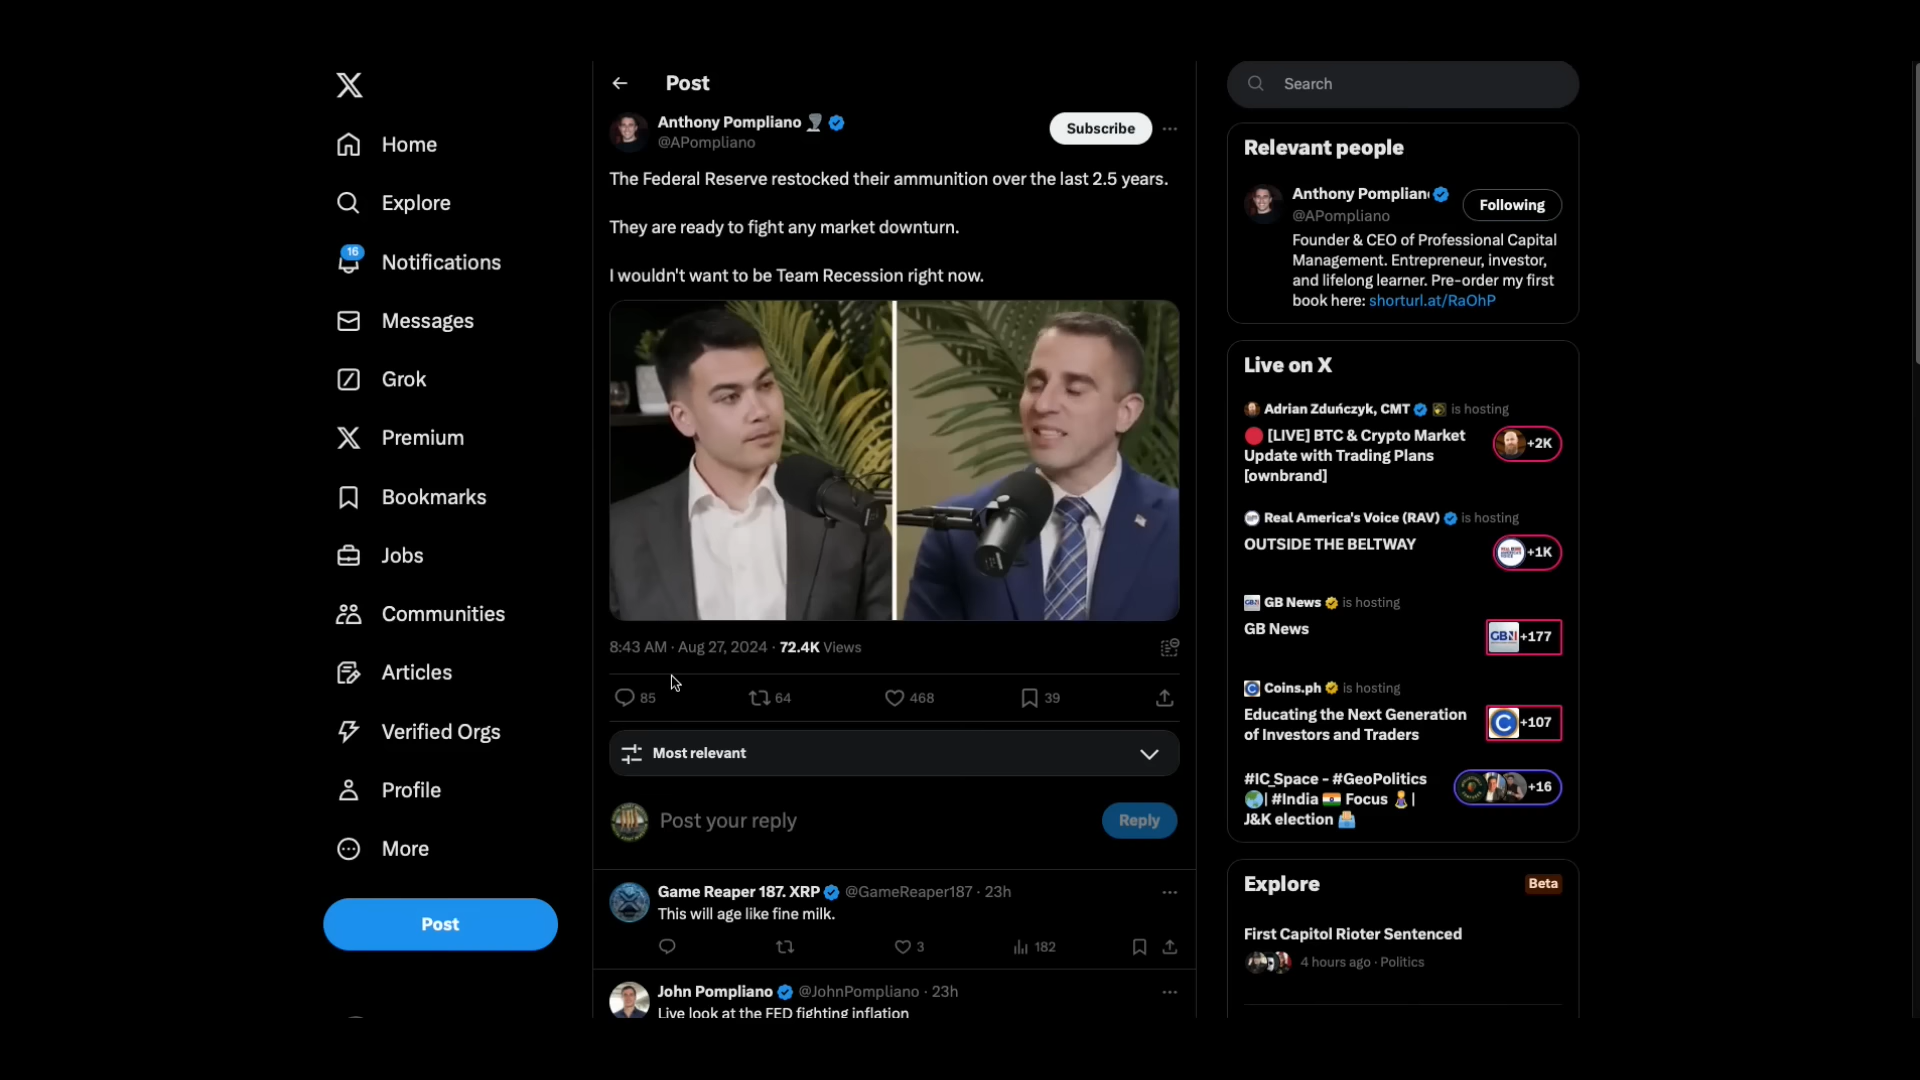 Home
Explore
16
Notifications
Messages
Grok
Premium
Bookmarks
Jobs
Communities
Articles
Verified Orgs
Profile
More
Post
Post
Anthony Pompliano
@APompliano
Subscribe
The Federal Reserve restocked their ammunition over the last 2.5 years.
They are ready to fight any market downturn.
I wouldn't want to be Team Recession right now.
8:43 AM · Aug 27, 2024 · 72.4K Views
85 64 468 39
Most relevant
Post your reply
Reply
Game Reaper 187. XRP @GameReaper187 · 23h
This will age like fine milk.
3 182
John Pompliano @JohnPompliano · 23h
Live look at the FED fighting inflation
Search
Relevant people
Anthony Pomplian
@APompliano
Following
Founder & CEO of Professional Capital
Management. Entrepreneur, investor,
and lifelong learner. Pre-order my first
book here: shorturl.at/RaOhP
Live on X
Adrian Zduńczyk, CMT is hosting
[LIVE] BTC & Crypto Market
Update with Trading Plans
[ownbrand]
+2K
Real America's Voice (RAV) is hosting
OUTSIDE THE BELTWAY
+1K
GB News is hosting
GB News
GBN +177
Coins.ph is hosting
Educating the Next Generation
of Investors and Traders
+107
#IC_Space - #GeoPolitics
| #India Focus |
J&K election
+16
Explore
Beta
First Capitol Rioter Sentenced
4 hours ago · Politics